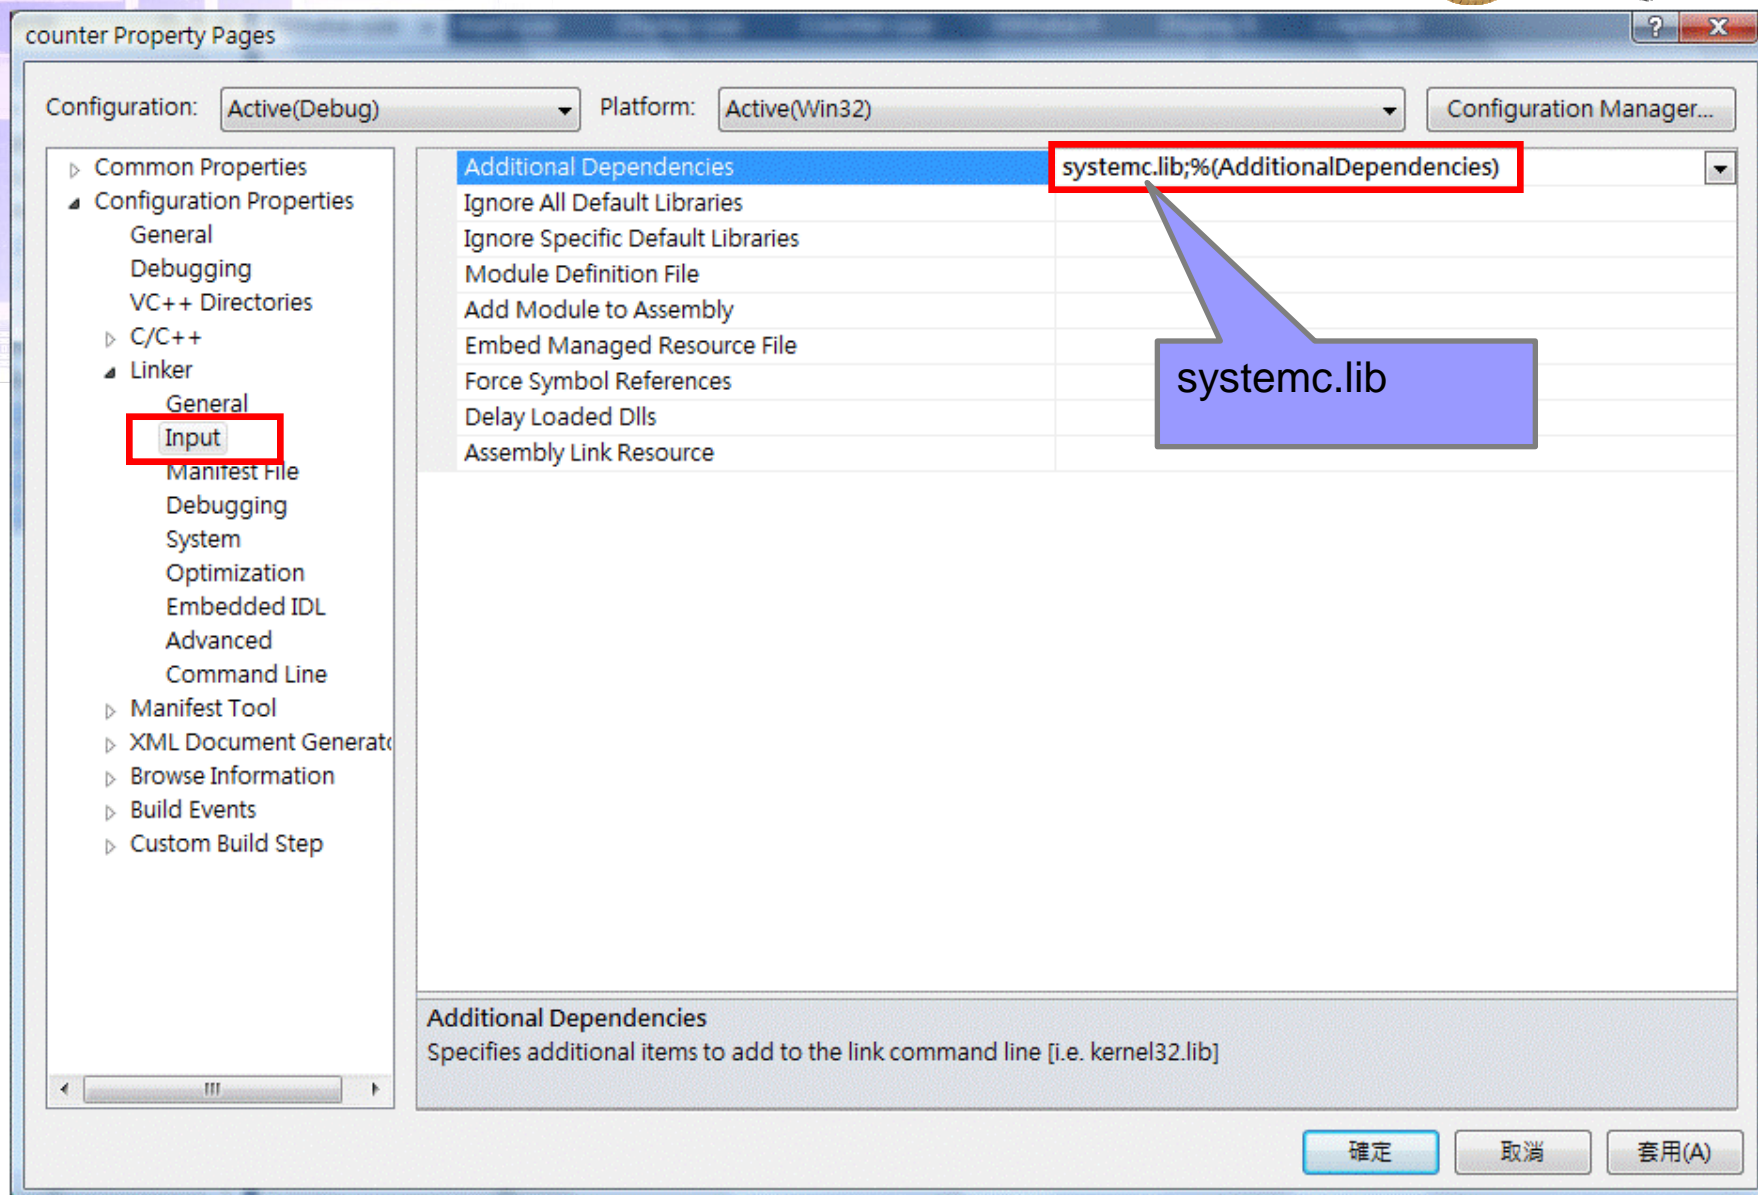 counter Property Pages
Configuration: Active(Debug) Platform: Active(Win32) Configuration Manager...
Common Properties
Configuration Properties
General
Debugging
VC++ Directories
C/C++
Linker
General
Input
Manifest File
Debugging
System
Optimization
Embedded IDL
Advanced
Command Line
Manifest Tool
XML Document Generato
Browse Information
Build Events
Custom Build Step
Additional Dependencies systemc.lib;%(AdditionalDependencies)
Ignore All Default Libraries
Ignore Specific Default Libraries
Module Definition File
Add Module to Assembly
Embed Managed Resource File
Force Symbol References
Delay Loaded Dlls
Assembly Link Resource
systemc.lib
Additional Dependencies
Specifies additional items to add to the link command line [i.e. kernel32.lib]
確定 取消 套用(A)